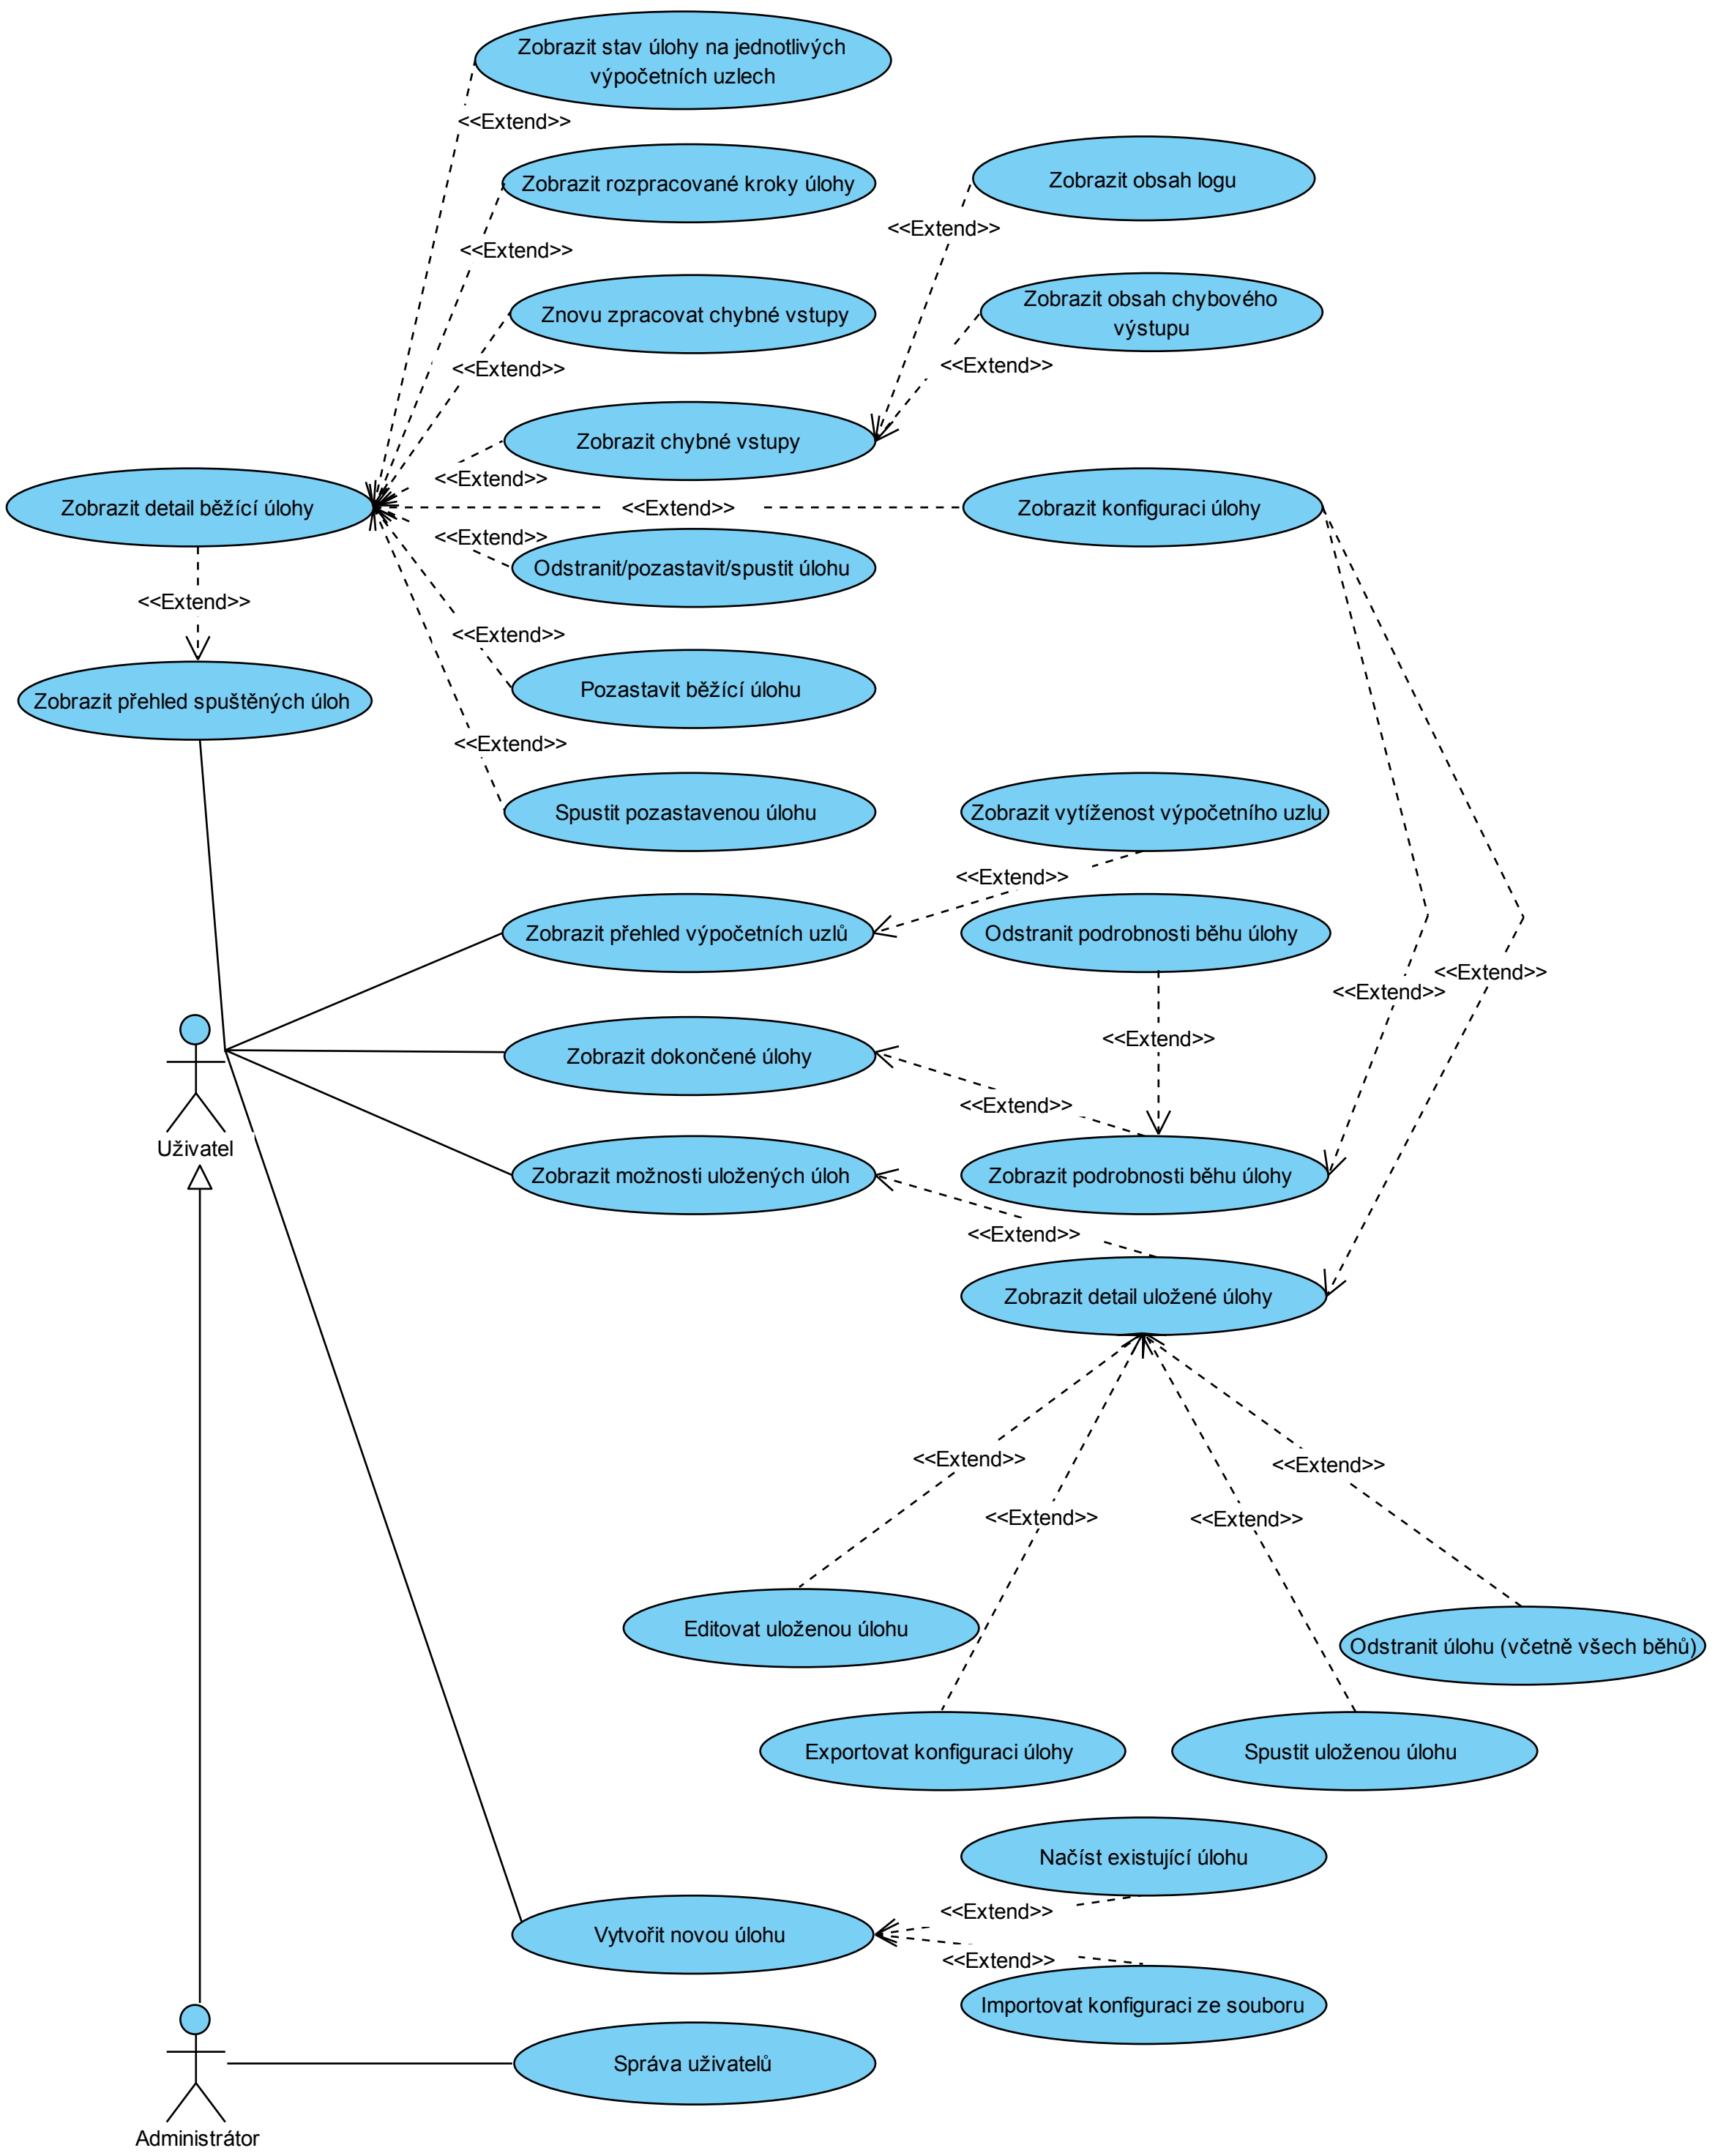 Zobrazit stav úlohy na jednotlivých
výpočetních uzlech
<<Extend>>
Zobrazit rozpracované kroky úlohy
Zobrazit obsah logu
<<Extend>>
<<Extend>>
Znovu zpracovat chybné vstupy
Zobrazit obsah chybového
výstupu
<<Extend>>
<<Extend>>
Zobrazit chybné vstupy
<<Extend>>
Zobrazit detail běžící úlohy
<<Extend>>
Zobrazit konfiguraci úlohy
<<Extend>>
Odstranit/pozastavit/spustit úlohu
<<Extend>>
<<Extend>>
Zobrazit přehled spuštěných úloh
Pozastavit běžící úlohu
<<Extend>>
Spustit pozastavenou úlohu
Zobrazit vytíženost výpočetního uzlu
<<Extend>>
Zobrazit přehled výpočetních uzlů
Odstranit podrobnosti běhu úlohy
<<Extend>>
<<Extend>>
<<Extend>>
Zobrazit dokončené úlohy
<<Extend>>
Uživatel
Zobrazit možnosti uložených úloh
Zobrazit podrobnosti běhu úlohy
<<Extend>>
Zobrazit detail uložené úlohy
<<Extend>>
<<Extend>>
<<Extend>>
<<Extend>>
Editovat uloženou úlohu
Odstranit úlohu (včetně všech běhů)
Exportovat konfiguraci úlohy
Spustit uloženou úlohu
Načíst existující úlohu
<<Extend>>
Vytvořit novou úlohu
<<Extend>>
Importovat konfiguraci ze souboru
Správa uživatelů
Administrátor